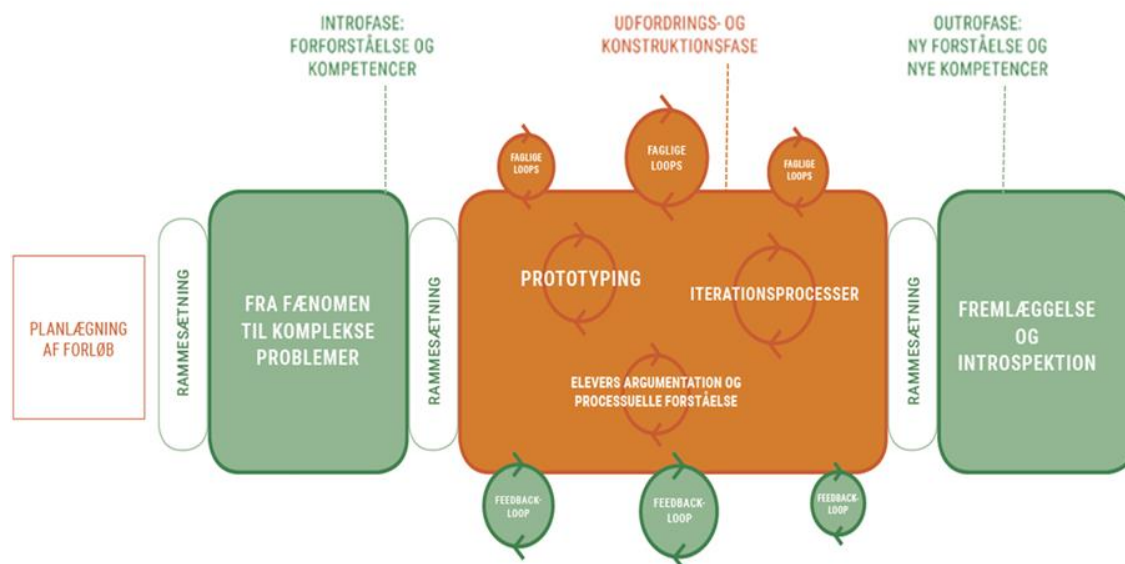 INTROFASE:
FORFORSTÅELSE OG
KOMPETENCER
UDFORDRINGS- OG
KONSTRUKTIONSFASE
OUTROFASE:
NY FORSTÅELSE OG
NYE KOMPETENCER
FAGLIGE
LOOPS
FAGLIGE
LOOPS
FAGLIGE
LOOPS
PLANLÆGNING
AF FORLØB
RAMMESÆTNING
FRA FÆNOMEN
TIL KOMPLEKSE
PROBLEMER
RAMMESÆTNING
PROTOTYPING
ITERATIONSPROCESSER
ELEVERS ARGUMENTATION OG
PROCESSUELLE FORSTÅELSE
RAMMESÆTNING
FREMLÆGGELSE
OG
INTROSPEKTION
FEEDBACK-
LOOP
FEEDBACK-
LOOP
FEEDBACK-
LOOP